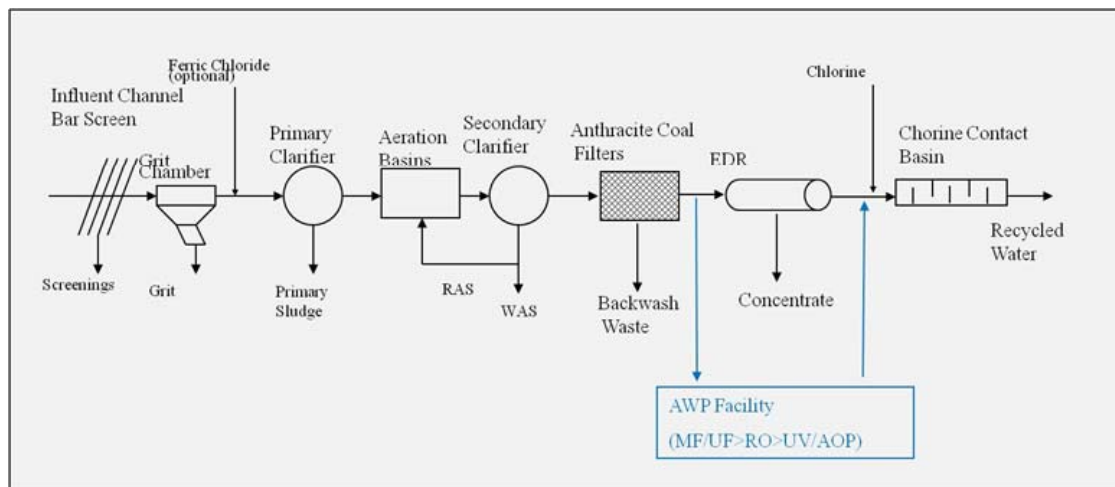 Ferric Chloride
(optional)
Influent Channel
Bar Screen
Grit
Chamber
Primary
Clarifier
Aeration
Basins
Secondary
Clarifier
Anthracite Coal
Filters
EDR
Chlorine
Chorine Contact
Basin
Recycled
Water
Screenings
Grit
Primary
Sludge
RAS
WAS
Backwash
Waste
Concentrate
AWP Facility
(MF/UF>RO>UV/AOP)